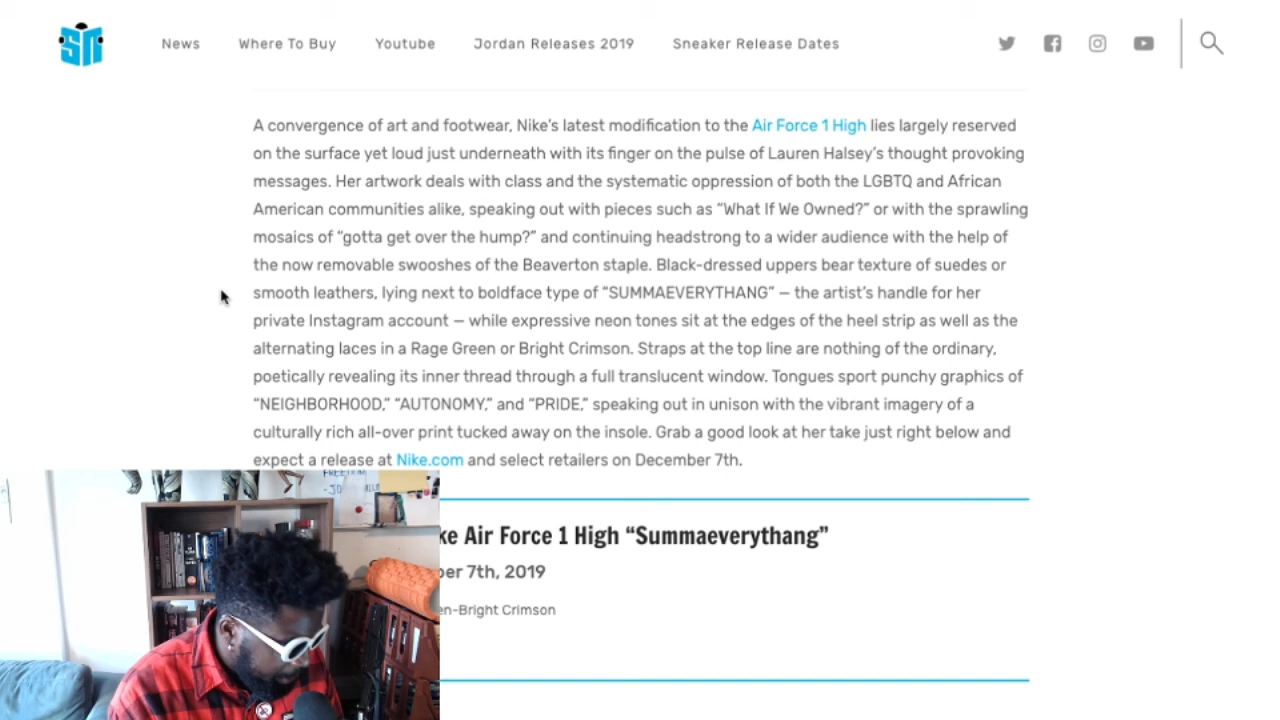 SN
News Where To Buy Youtube Jordan Releases 2019 Sneaker Release Dates
A convergence of art and footwear, Nike's latest modification to the Air Force 1 High lies largely reserved
on the surface yet loud just underneath with its finger on the pulse of Lauren Halsey's thought provoking
messages. Her artwork deals with class and the systematic oppression of both the LGBTQ and African
American communities alike, speaking out with pieces such as “What If We Owned?” or with the sprawling
mosaics of “gotta get over the hump?” and continuing headstrong to a wider audience with the help of
the now removable swooshes of the Beaverton staple. Black-dressed uppers bear texture of suedes or
smooth leathers, lying next to boldface type of “SUMMAEVERYTHANG” — the artist's handle for her
private Instagram account — while expressive neon tones sit at the edges of the heel strip as well as the
alternating laces in a Rage Green or Bright Crimson. Straps at the top line are nothing of the ordinary,
poetically revealing its inner thread through a full translucent window. Tongues sport punchy graphics of
“NEIGHBORHOOD,” “AUTONOMY,” and “PRIDE,” speaking out in unison with the vibrant imagery of a
culturally rich all-over print tucked away on the insole. Grab a good look at her take just right below and
expect a release at Nike.com and select retailers on December 7th.
FREEDOM
ke Air Force 1 High “Summaeverythang”
ber 7th, 2019
en-Bright Crimson